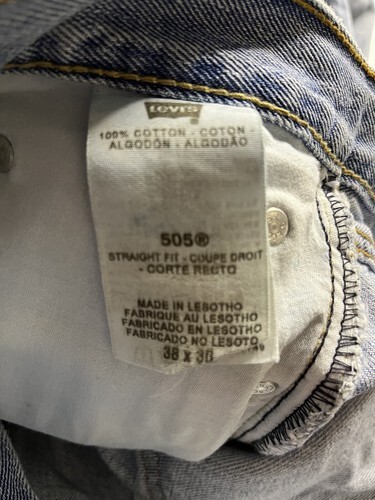 Levi's
100% COTTON - COTON -
ALGODÓN - ALGODÃO
505®
STRAIGHT FIT - COUPE DROIT
- CORTE RECTO
MADE IN LESOTHO
FABRIQUE AU LESOTHO
FABRICADO EN LESOTHO
FABRICADO NO LESOTO
38 x 30